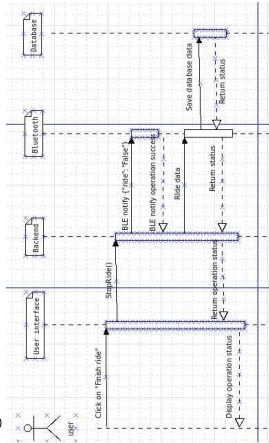 Database
Bluetooth
Backend
User interface
user
Click on "Finish ride"
StopRide()
BLE notify {"ride":"False"}
BLE notify operation success
Ride data
Save database data
Return status
Return status
Return operation status
Display operation status